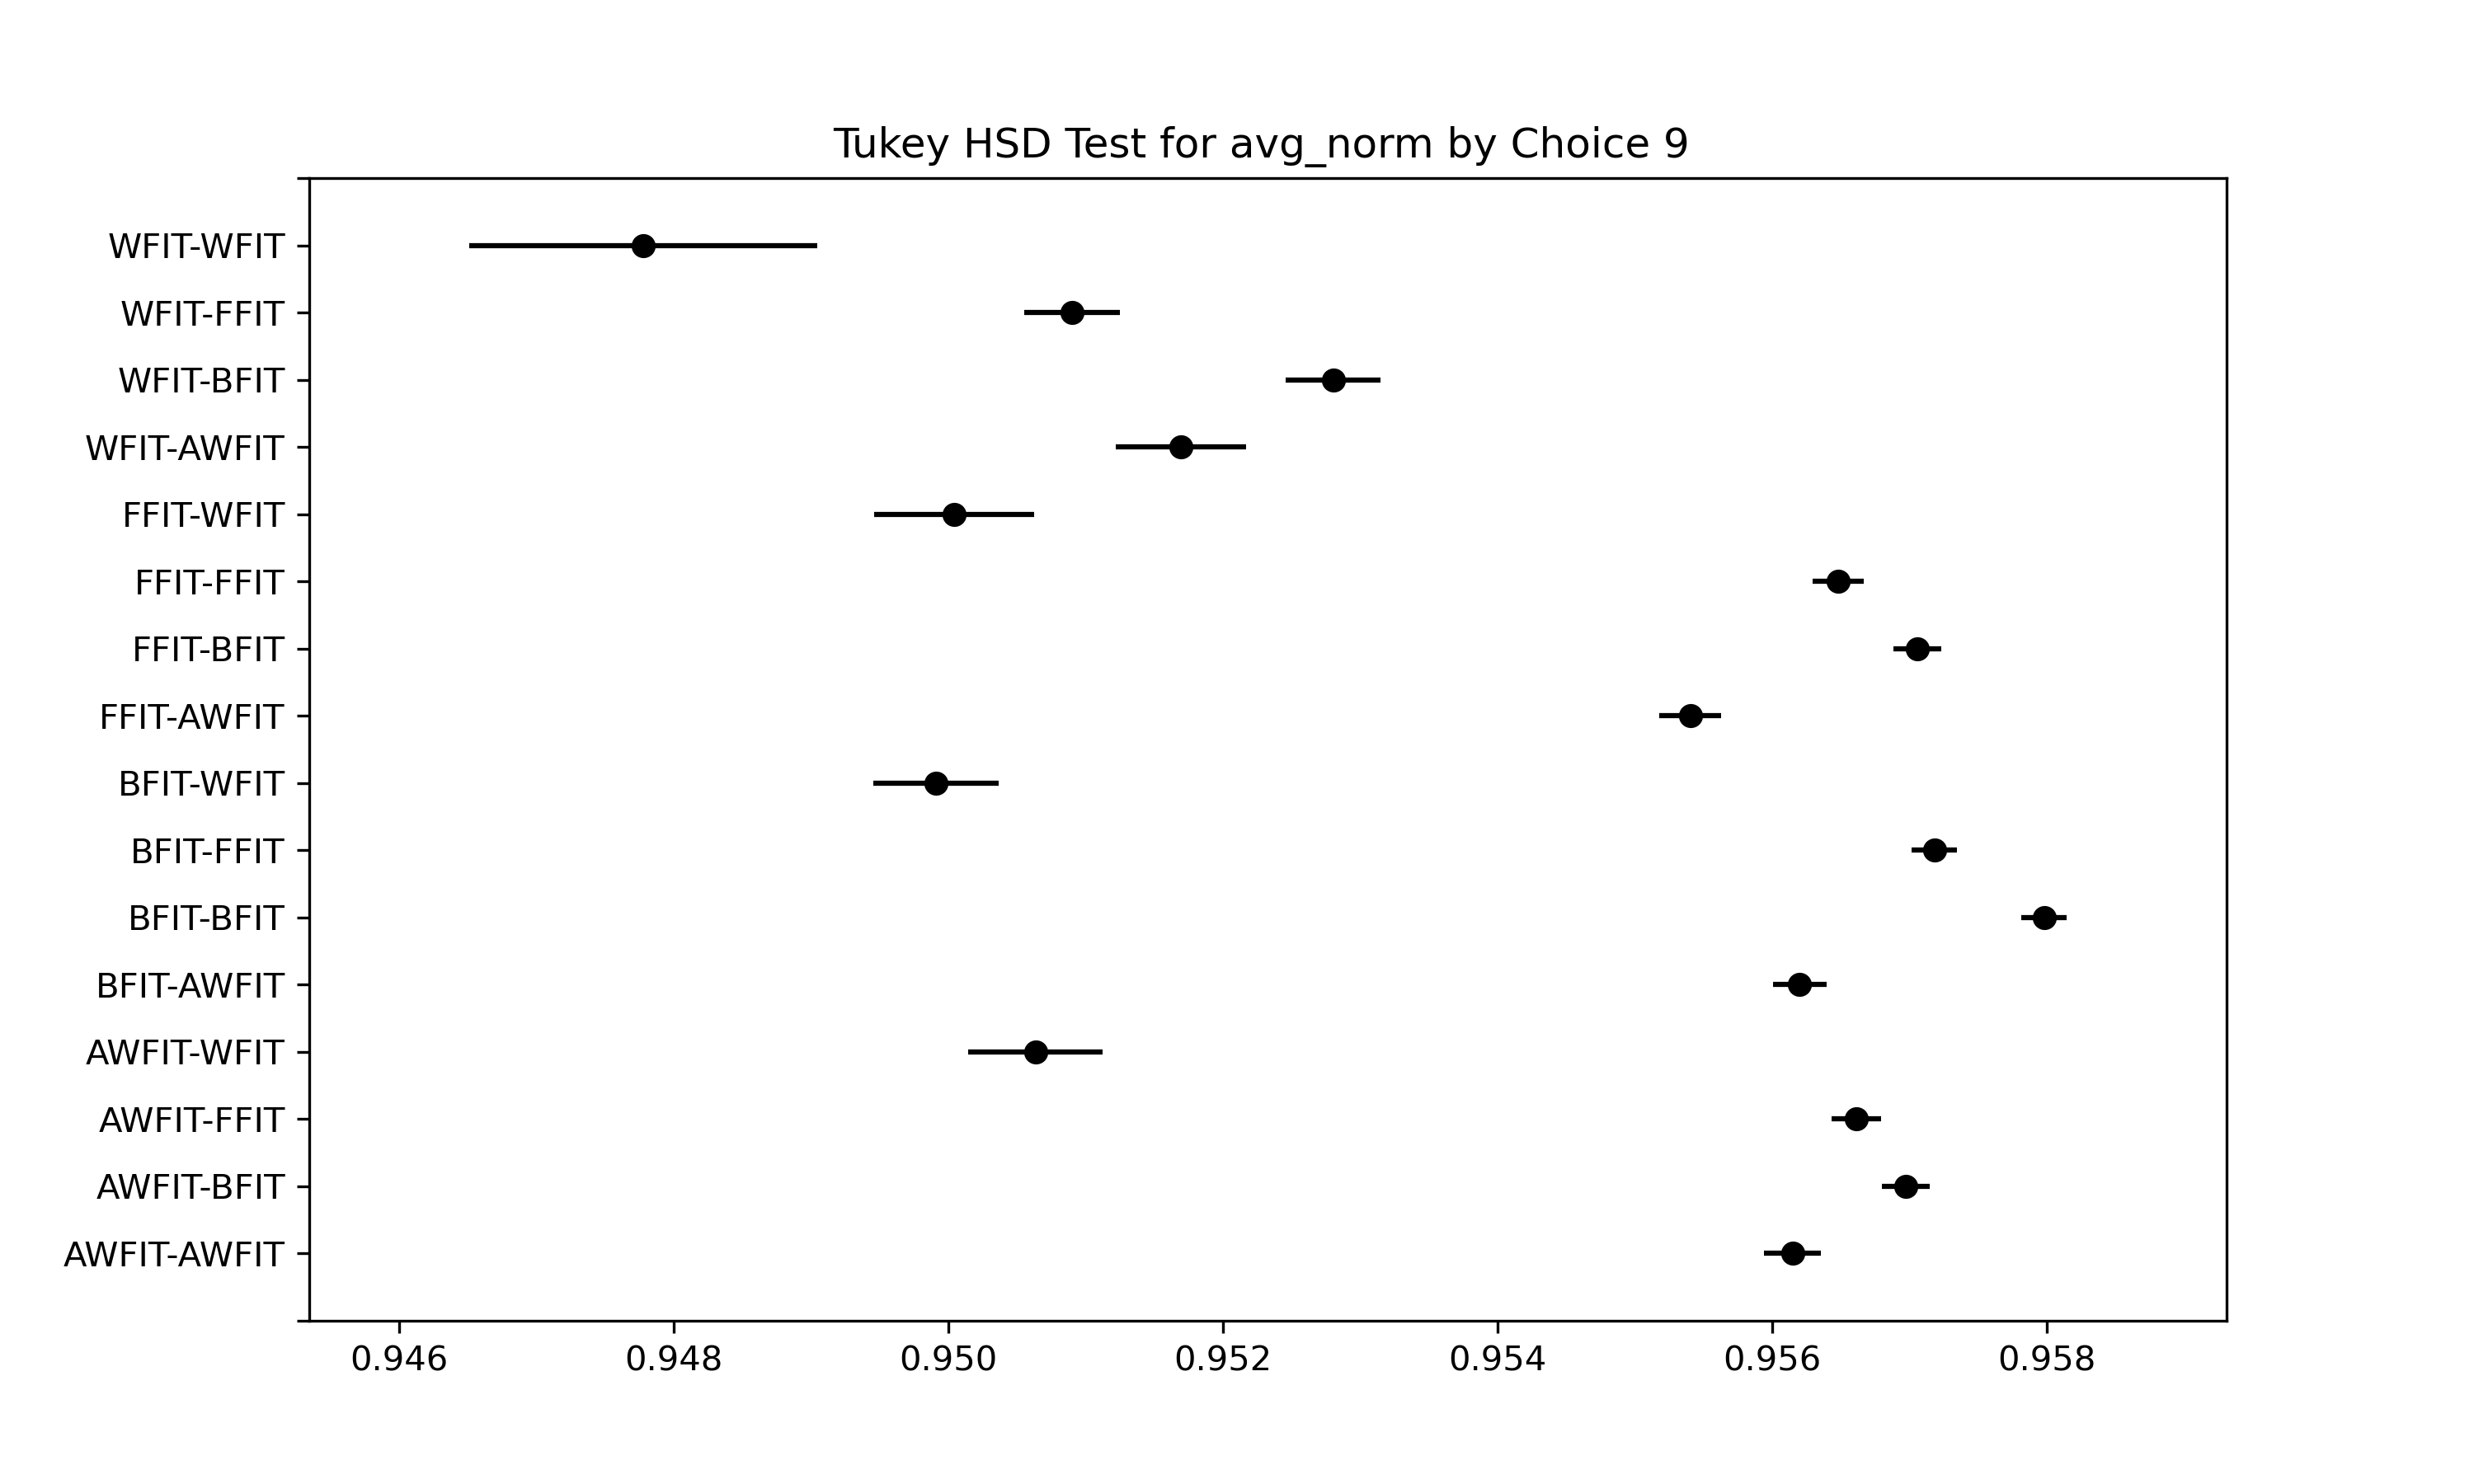 Tukey HSD Test for avg_norm by Choice 9
WFIT-WFIT
WFIT-FFIT
WFIT-BFIT
WFIT-AWFIT
FFIT-WFIT
FFIT-FFIT
FFIT-BFIT
FFIT-AWFIT
BFIT-WFIT
BFIT-FFIT
BFIT-BFIT
BFIT-AWFIT
AWFIT-WFIT
AWFIT-FFIT
AWFIT-BFIT
AWFIT-AWFIT
0.946 0.948 0.950 0.952 0.954 0.956 0.958